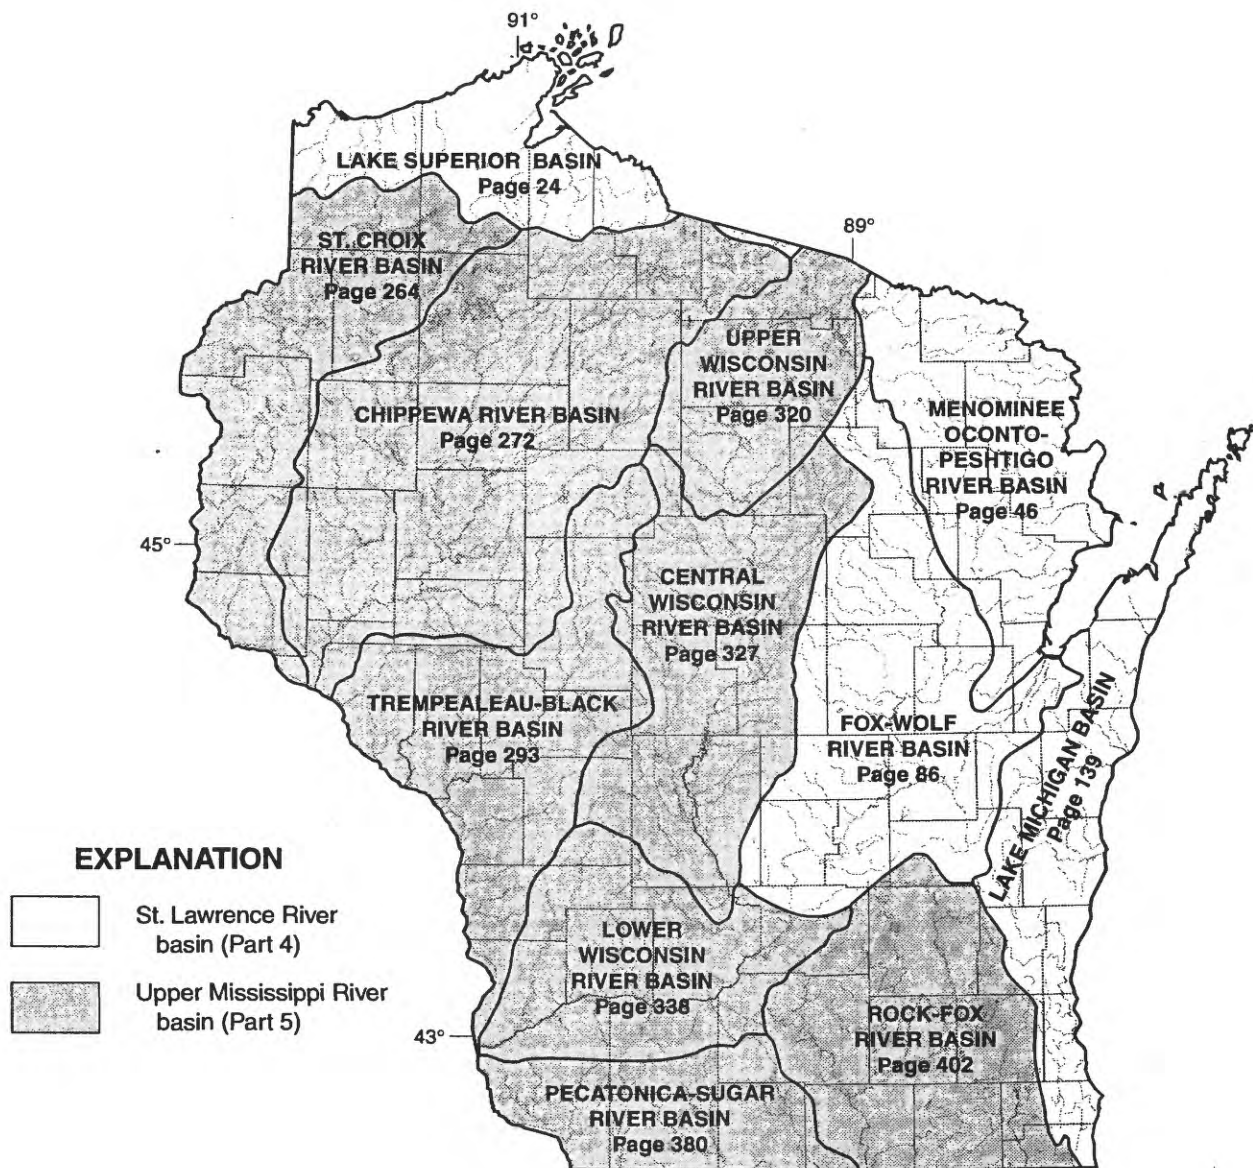 91°
LAKE SUPERIOR BASIN
Page 24
89°
ST. CROIX
RIVER BASIN
Page 264
UPPER
WISCONSIN
RIVER BASIN
Page 320
CHIPPEWA RIVER BASIN
Page 272
MENOMINEE
OCONTO-
PESHTIGO
RIVER BASIN
Page 46
45°
CENTRAL
WISCONSIN
RIVER BASIN
Page 327
TREMPEALEAU-BLACK
RIVER BASIN
Page 293
FOX-WOLF
RIVER BASIN
Page 86
LAKE MICHIGAN BASIN
Page 139
EXPLANATION
St. Lawrence River
basin (Part 4)
Upper Mississippi River
basin (Part 5)
LOWER
WISCONSIN
RIVER BASIN
Page 338
43°
ROCK-FOX
RIVER BASIN
Page 402
PECATONICA-SUGAR
RIVER BASIN
Page 380